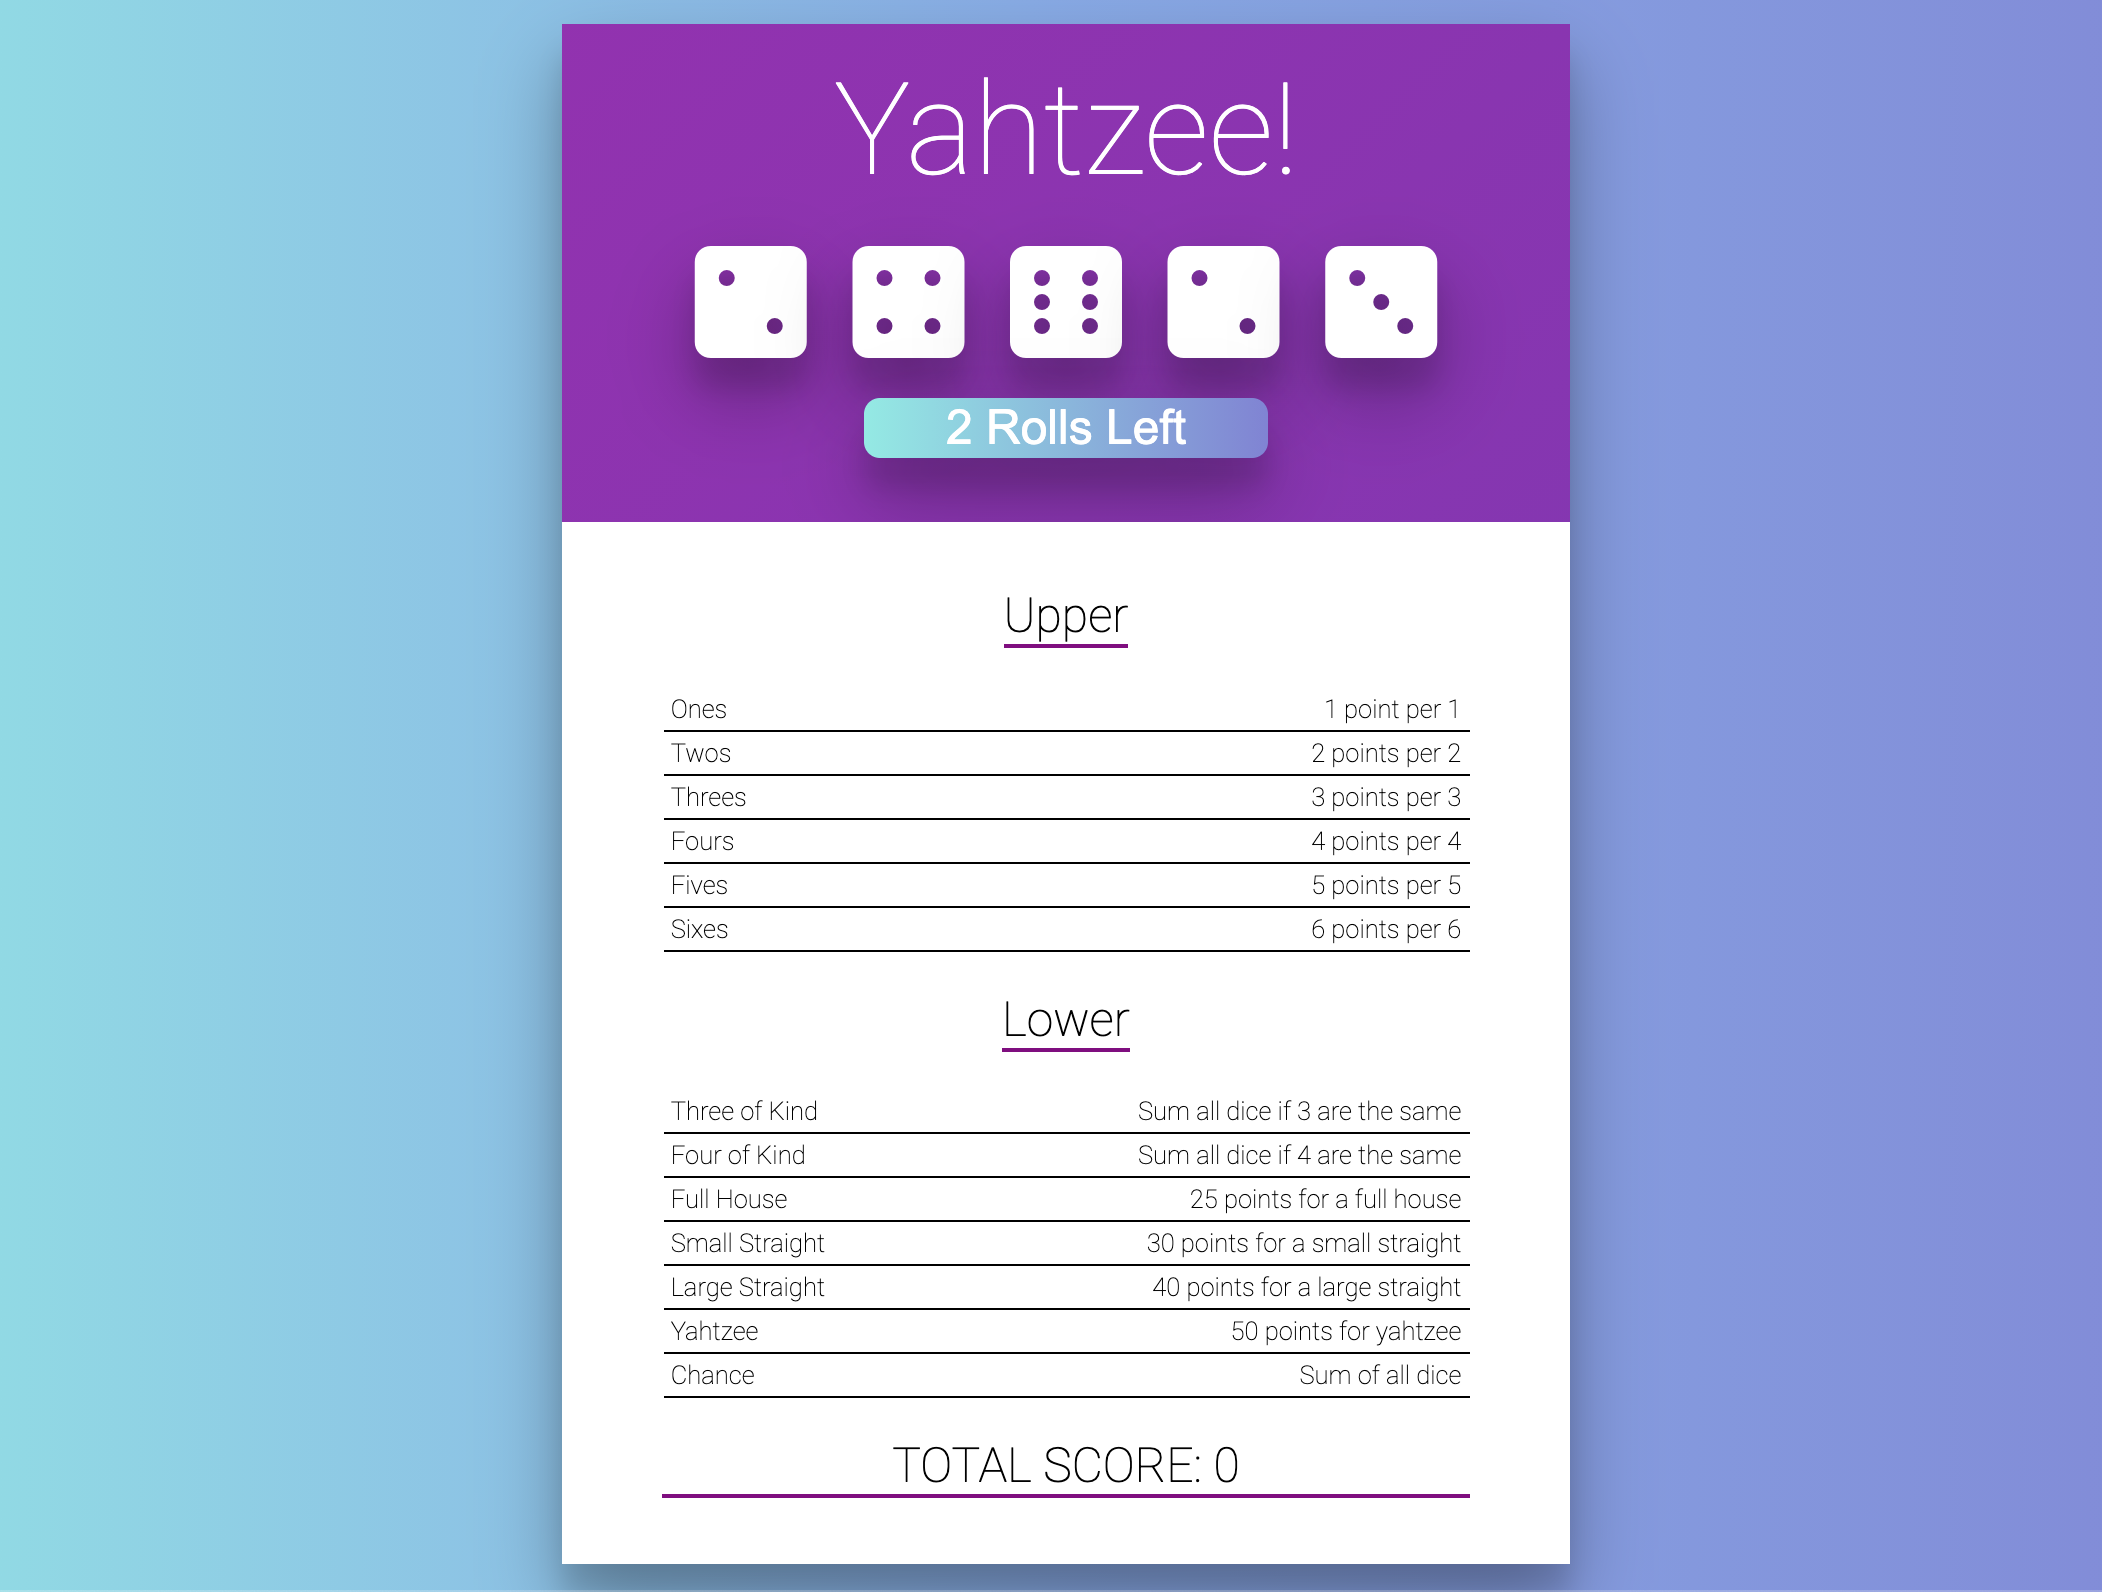 Yahtzee!
2 Rolls Left
Upper
Ones 1 point per 1
Twos 2 points per 2
Threes 3 points per 3
Fours 4 points per 4
Fives 5 points per 5
Sixes 6 points per 6
Lower
Three of Kind Sum all dice if 3 are the same
Four of Kind Sum all dice if 4 are the same
Full House 25 points for a full house
Small Straight 30 points for a small straight
Large Straight 40 points for a large straight
Yahtzee 50 points for yahtzee
Chance Sum of all dice
TOTAL SCORE: 0